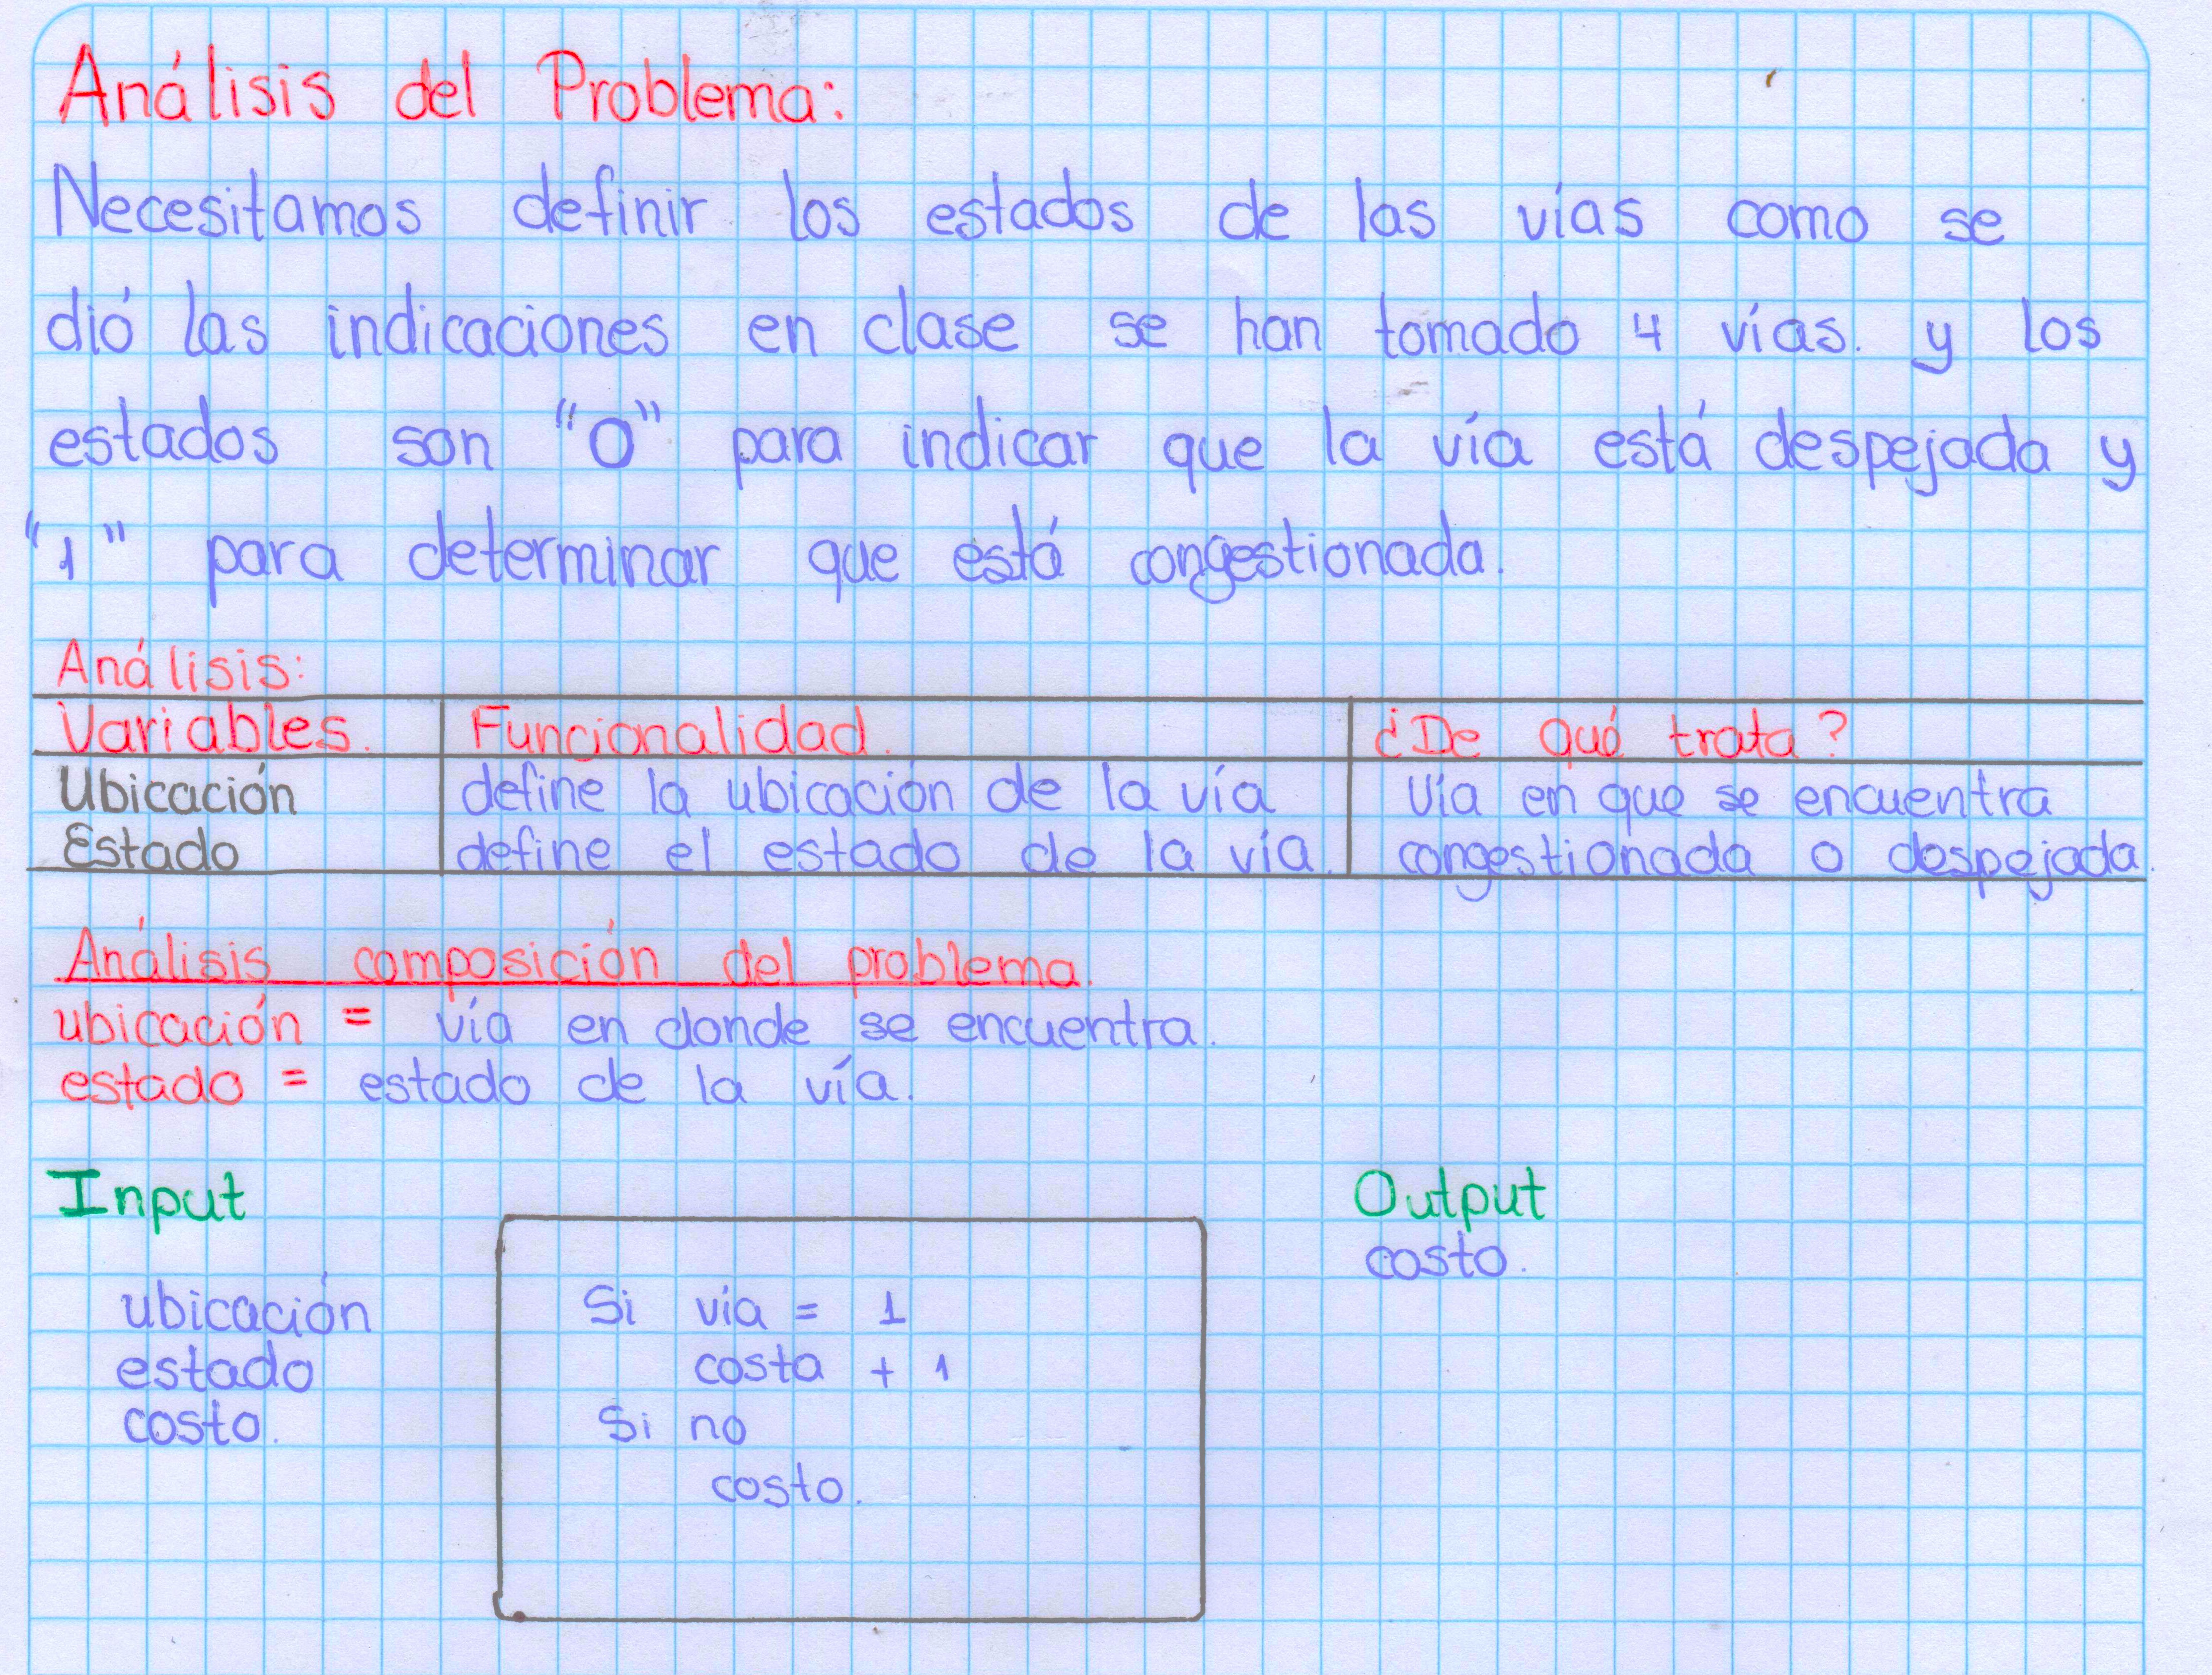 Análisis del Problema:
Necesitamos definir los estados de las vías como se
dió las indicaciones en clase se han tomado 4 vías. y los
estados son "0" para indicar que la vía está despejada y
"1" para determinar que está congestionada.
Análisis:
Variables. Funcionalidad. ¿De qué trata?
Ubicación define la ubicación de la vía Vía en que se encuentra
Estado define el estado de la vía. congestionada o despejada.
Análisis composición del problema.
ubicación = vía en donde se encuentra.
estado = estado de la vía.
Input Output
costo.
ubicación Si vía = 1
estado costa + 1
costo. Si no
costo.